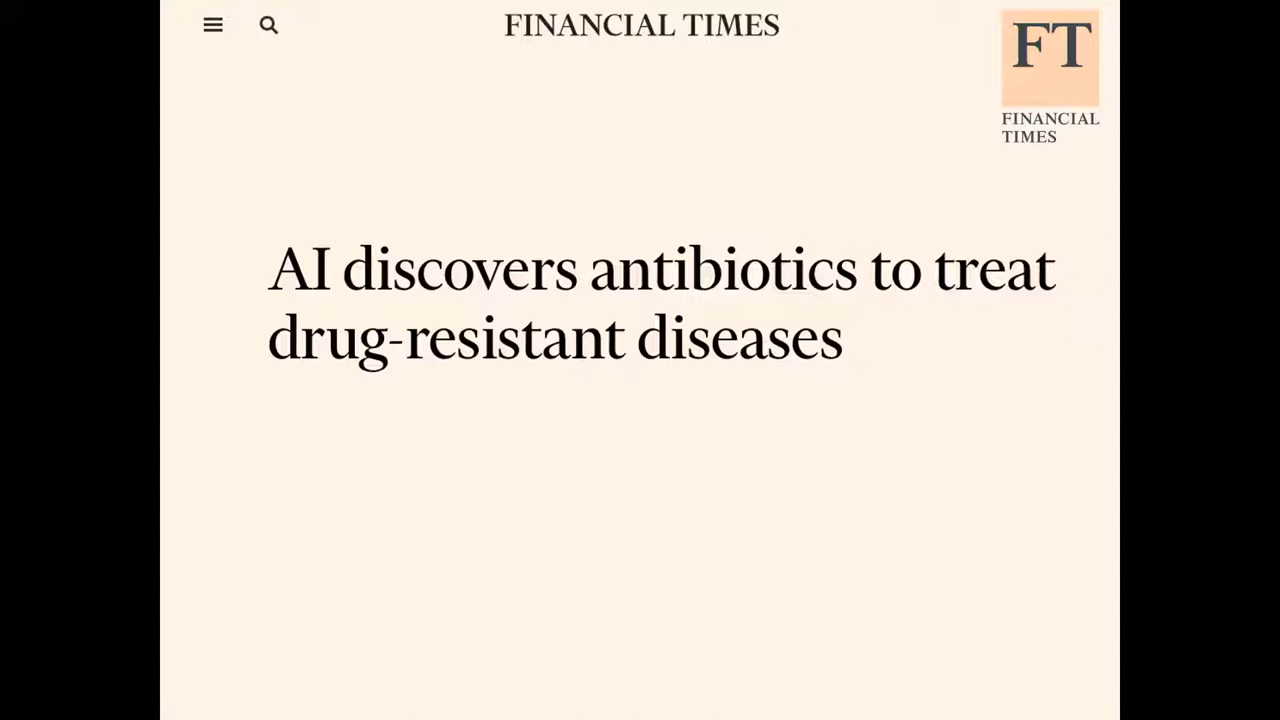 FINANCIAL TIMES
FT
FINANCIAL
TIMES
AI discovers antibiotics to treat
drug-resistant diseases